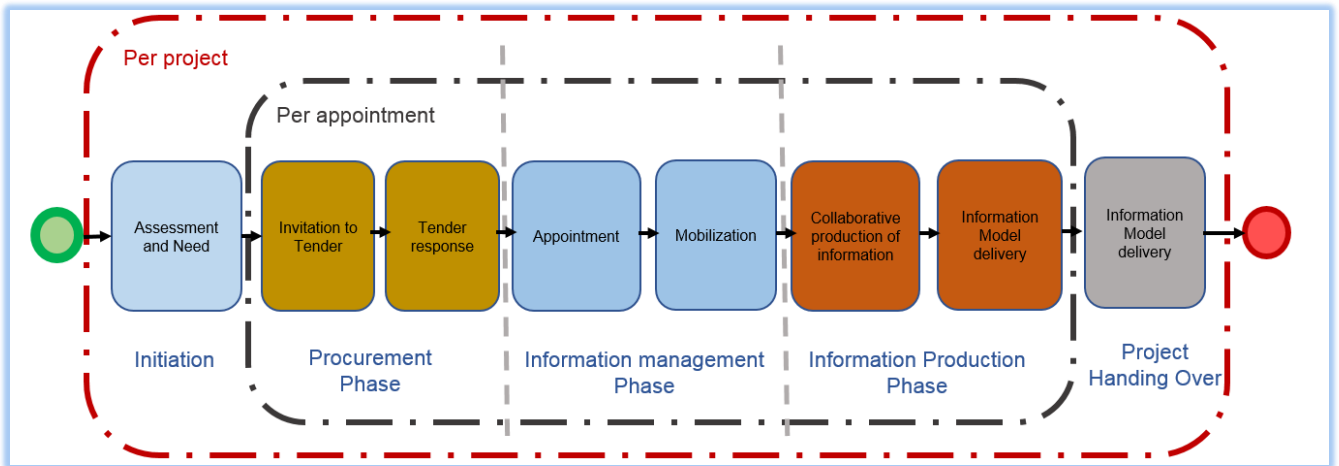 Per project
Per appointment
Assessment
and Need
Invitation to
Tender
Tender
response
Appointment
Mobilization
Collaborative
production of
information
Information
Model
delivery
Information
Model
delivery
Initiation
Procurement
Phase
Information management
Phase
Information Production
Phase
Project
Handing Over